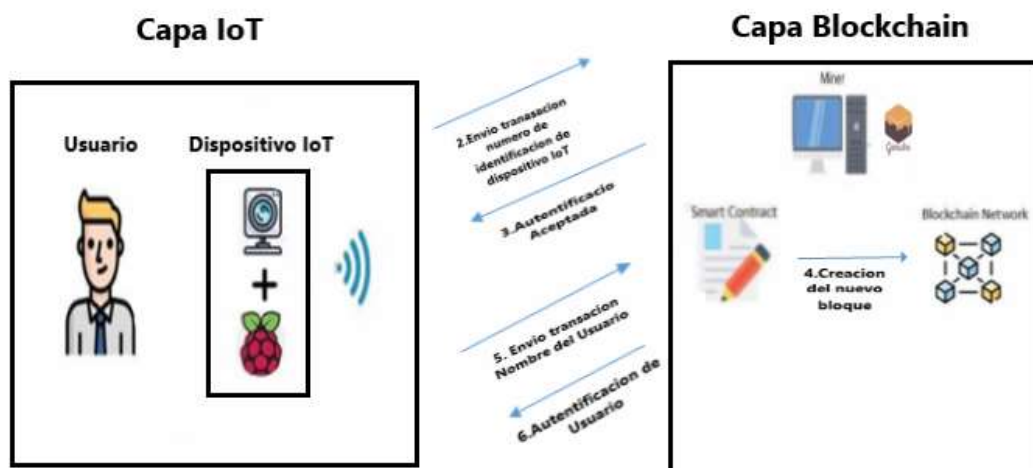 Capa IoT
Capa Blockchain
Usuario
Dispositivo IoT
2.Envio transasacion
numero de
identificacion de
dispositivo IoT
3.Autentificacio
Aceptada
5. Envio transacion
Nombre del Usuario
6.Autentificacion de
Usuario
Miner
Smart Contract
Blockchain Network
4.Creacion
del nuevo
bloque